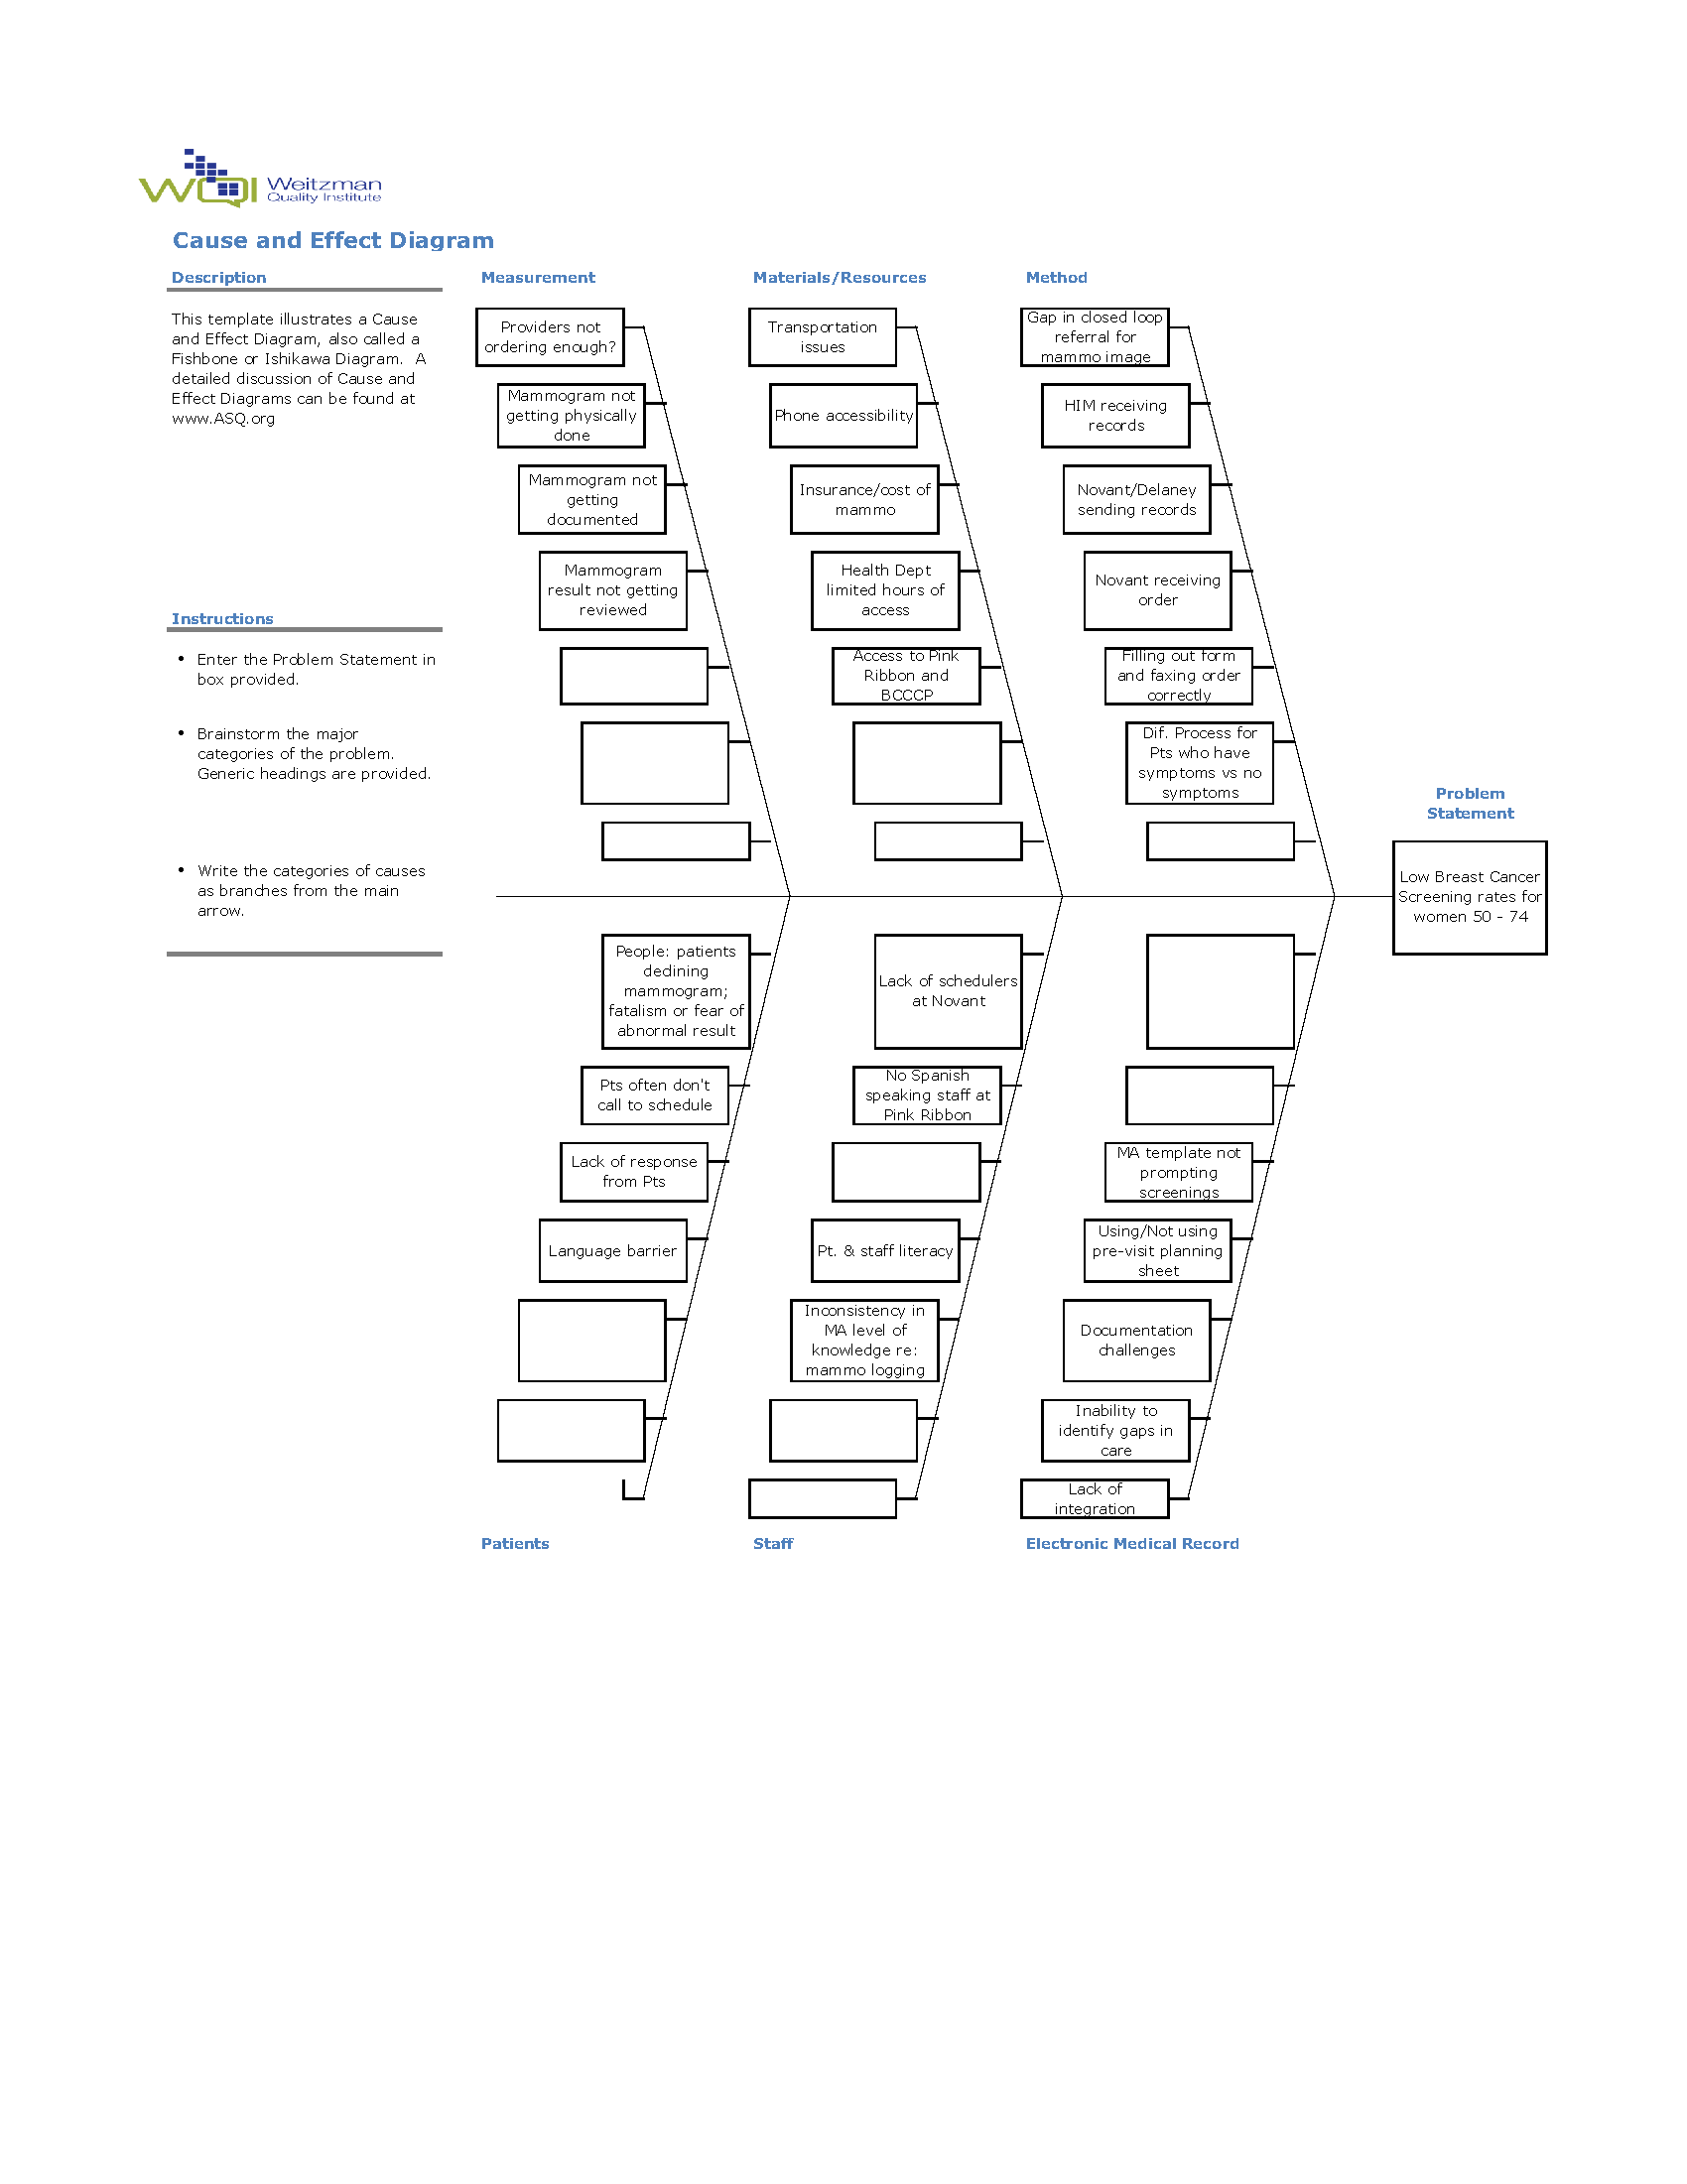 WQI Weitzman
Quality Institute
Cause and Effect Diagram
Description
This template illustrates a Cause
and Effect Diagram, also called a
Fishbone or Ishikawa Diagram.  A
detailed discussion of Cause and
Effect Diagrams can be found at
www.ASQ.org
Instructions
• Enter the Problem Statement in
box provided.
• Brainstorm the major
categories of the problem.
Generic headings are provided.
• Write the categories of causes
as branches from the main
arrow.
Measurement
Providers not
ordering enough?
Mammogram not
getting physically
done
Mammogram not
getting
documented
Mammogram
result not getting
reviewed
Materials/Resources
Transportation
issues
Phone accessibility
Insurance/cost of
mammo
Health Dept
limited hours of
access
Access to Pink
Ribbon and
BCCCP
Method
Gap in closed loop
referral for
mammo image
HIM receiving
records
Novant/Delaney
sending records
Novant receiving
order
Filling out form
and faxing order
correctly
Dif. Process for
Pts who have
symptoms vs no
symptoms
Problem
Statement
Low Breast Cancer
Screening rates for
women 50 - 74
People: patients
declining
mammogram;
fatalism or fear of
abnormal result
Pts often don't
call to schedule
Lack of response
from Pts
Language barrier
Patients
Lack of schedulers
at Novant
No Spanish
speaking staff at
Pink Ribbon
Pt. & staff literacy
Inconsistency in
MA level of
knowledge re:
mammo logging
Staff
MA template not
prompting
screenings
Using/Not using
pre-visit planning
sheet
Documentation
challenges
Inability to
identify gaps in
care
Lack of
integration
Electronic Medical Record